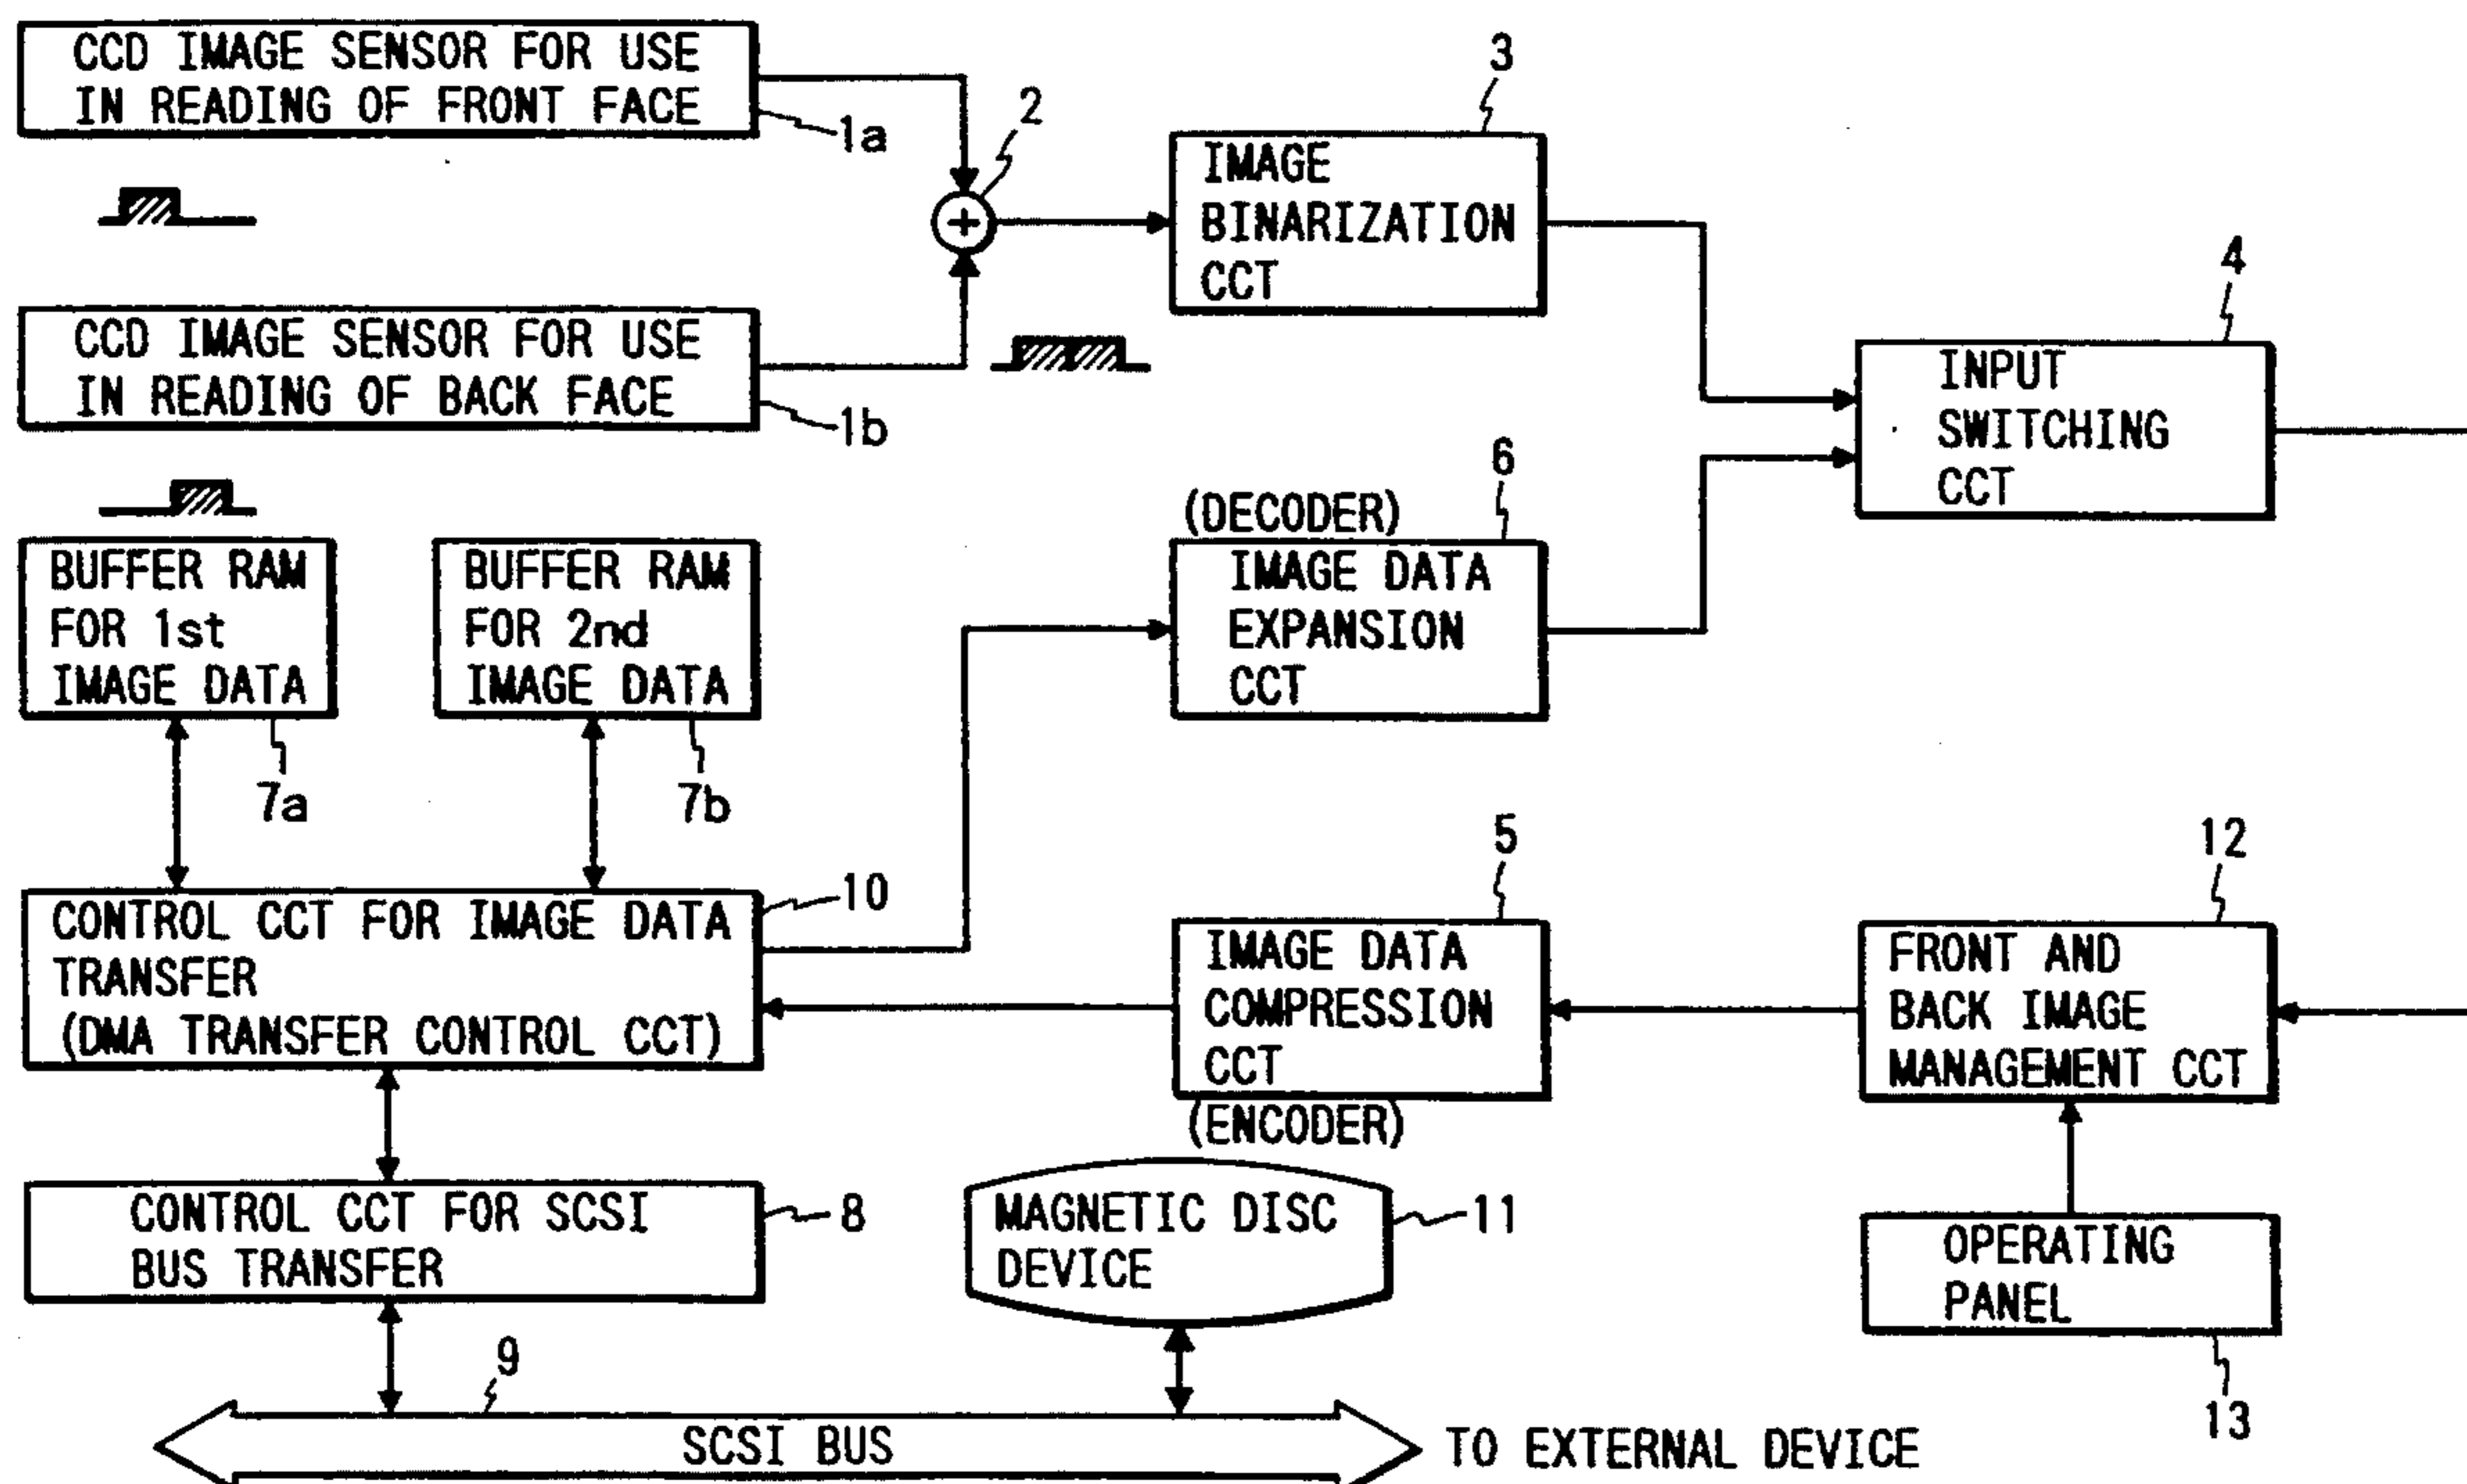 CCD IMAGE SENSOR FOR USE
IN READING OF FRONT FACE
1a
2
3
IMAGE
BINARIZATION
CCT
4
INPUT
SWITCHING
CCT
CCD IMAGE SENSOR FOR USE
IN READING OF BACK FACE
1b
+
6
(DECODER)
IMAGE DATA
EXPANSION
CCT
BUFFER RAM
FOR 1st
IMAGE DATA
7a
BUFFER RAM
FOR 2nd
IMAGE DATA
7b
10
CONTROL CCT FOR IMAGE DATA
TRANSFER
(DMA TRANSFER CONTROL CCT)
5
IMAGE DATA
COMPRESSION
CCT
(ENCODER)
12
FRONT AND
BACK IMAGE
MANAGEMENT CCT
CONTROL CCT FOR SCSI
BUS TRANSFER
8
MAGNETIC DISC
DEVICE
11
OPERATING
PANEL
13
9
SCSI BUS
TO EXTERNAL DEVICE